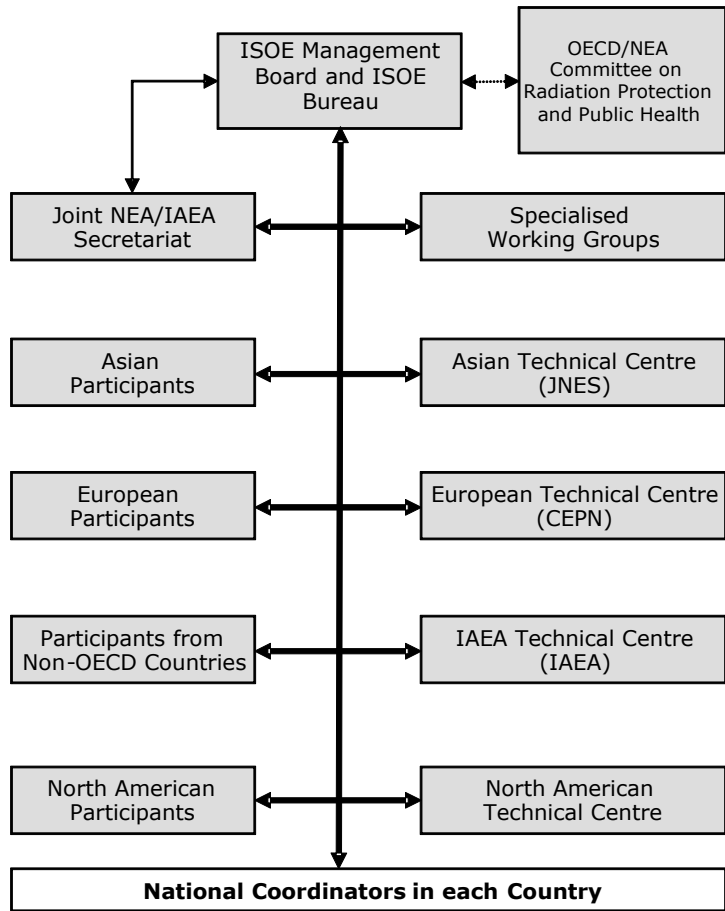 ISOE Management
Board and ISOE
Bureau
OECD/NEA
Committee on
Radiation Protection
and Public Health
Joint NEA/IAEA
Secretariat
Specialised
Working Groups
Asian
Participants
Asian Technical Centre
(JNES)
European
Participants
European Technical Centre
(CEPN)
Participants from
Non-OECD Countries
IAEA Technical Centre
(IAEA)
North American
Participants
North American
Technical Centre
National Coordinators in each Country